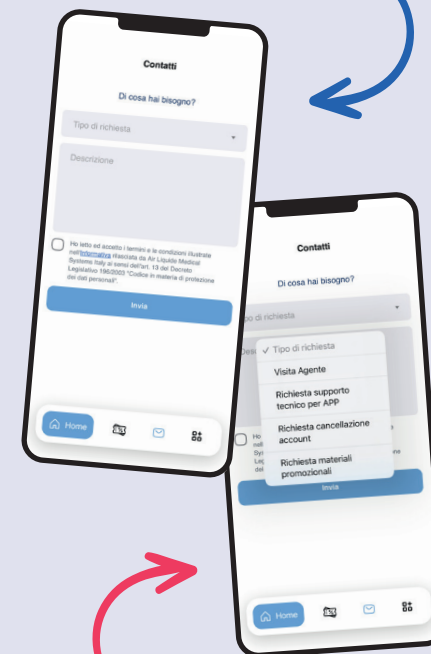 Contatti
Di cosa hai bisogno?
Tipo di richiesta
Descrizione
Ho letto ed accetto i termini e le condizioni illustrate
nell'Informativa rilasciata da Air Liquide Medical
Systems Italy ai sensi dell'art. 13 del Decreto
Legislativo 196/2003 "Codice in materia di protezione
dei dati personali".
Invia
Home
Contatti
Di cosa hai bisogno?
Tipo di richiesta
Visita Agente
Richiesta supporto
tecnico per APP
Richiesta cancellazione
account
Richiesta materiali
promozionali
Invia
Home